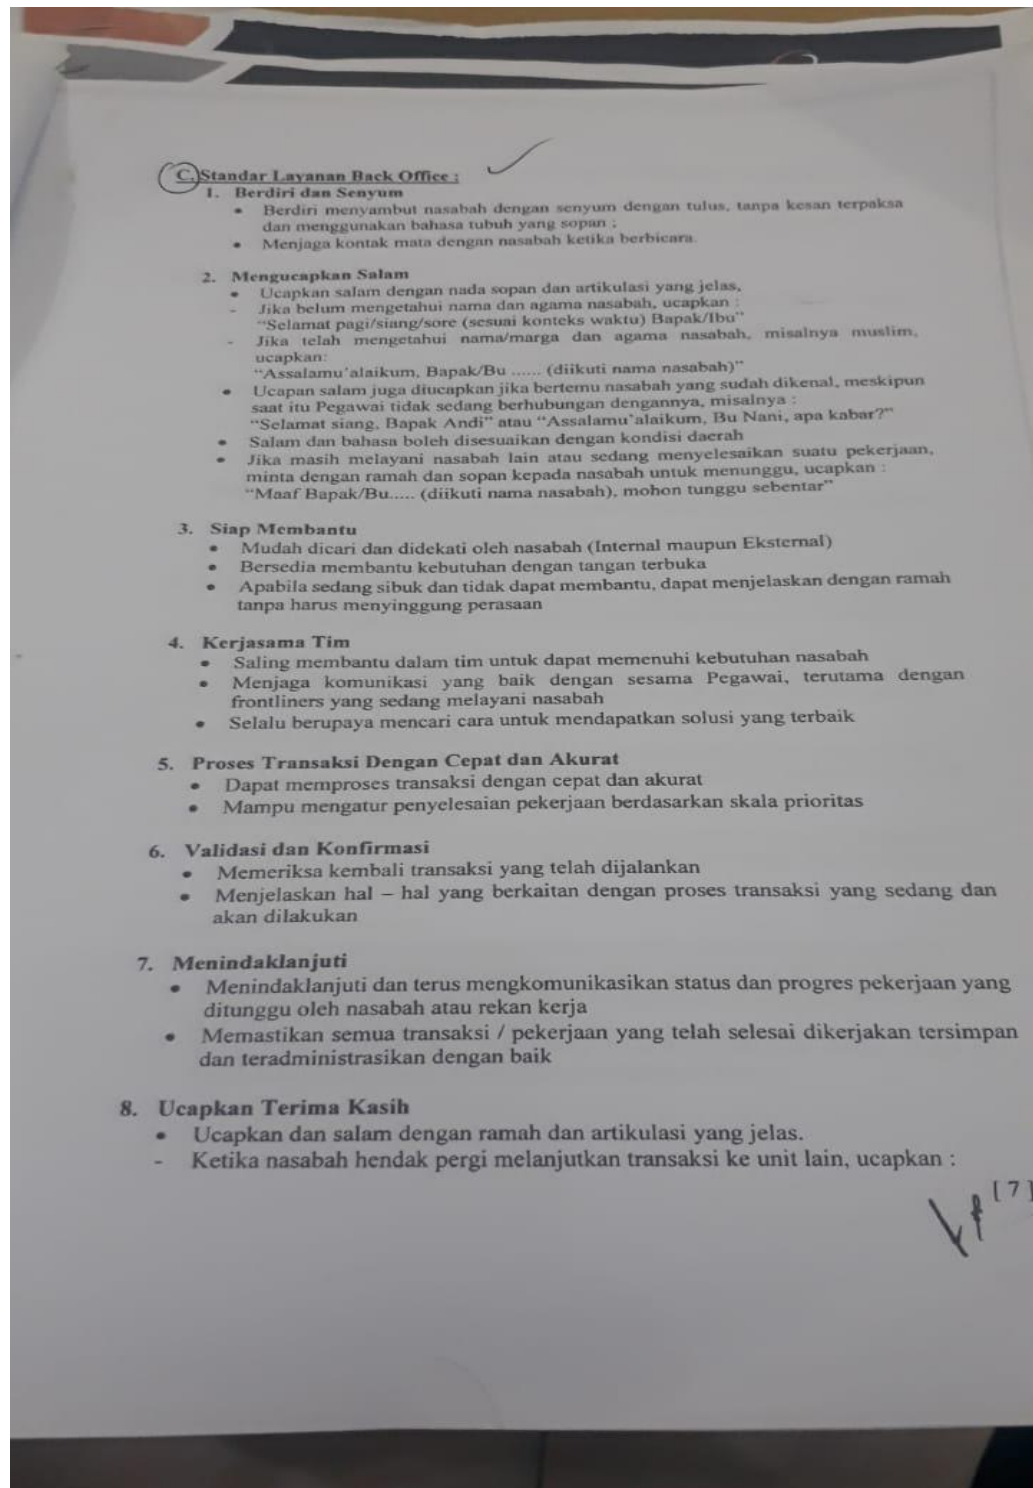 C. Standar Layanan Back Office :
1. Berdiri dan Senyum
• Berdiri menyambut nasabah dengan senyum dengan tulus, tanpa kesan terpaksa
dan menggunakan bahasa tubuh yang sopan ;
• Menjaga kontak mata dengan nasabah ketika berbicara.
2. Mengucapkan Salam
• Ucapkan salam dengan nada sopan dan artikulasi yang jelas,
- Jika belum mengetahui nama dan agama nasabah, ucapkan :
“Selamat pagi/siang/sore (sesuai konteks waktu) Bapak/Ibu”
- Jika telah mengetahui nama/marga dan agama nasabah, misalnya muslim,
ucapkan:
“Assalamu’alaikum, Bapak/Bu ...... (diikuti nama nasabah)”
• Ucapan salam juga diucapkan jika bertemu nasabah yang sudah dikenal, meskipun
saat itu Pegawai tidak sedang berhubungan dengannya, misalnya :
“Selamat siang, Bapak Andi” atau “Assalamu’alaikum, Bu Nani, apa kabar?”
• Salam dan bahasa boleh disesuaikan dengan kondisi daerah
• Jika masih melayani nasabah lain atau sedang menyelesaikan suatu pekerjaan,
minta dengan ramah dan sopan kepada nasabah untuk menunggu, ucapkan :
“Maaf Bapak/Bu..... (diikuti nama nasabah), mohon tunggu sebentar”
3. Siap Membantu
• Mudah dicari dan didekati oleh nasabah (Internal maupun Eksternal)
• Bersedia membantu kebutuhan dengan tangan terbuka
• Apabila sedang sibuk dan tidak dapat membantu, dapat menjelaskan dengan ramah
tanpa harus menyinggung perasaan
4. Kerjasama Tim
• Saling membantu dalam tim untuk dapat memenuhi kebutuhan nasabah
• Menjaga komunikasi yang baik dengan sesama Pegawai, terutama dengan
frontliners yang sedang melayani nasabah
• Selalu berupaya mencari cara untuk mendapatkan solusi yang terbaik
5. Proses Transaksi Dengan Cepat dan Akurat
• Dapat memproses transaksi dengan cepat dan akurat
• Mampu mengatur penyelesaian pekerjaan berdasarkan skala prioritas
6. Validasi dan Konfirmasi
• Memeriksa kembali transaksi yang telah dijalankan
• Menjelaskan hal – hal yang berkaitan dengan proses transaksi yang sedang dan
akan dilakukan
7. Menindaklanjuti
• Menindaklanjuti dan terus mengkomunikasikan status dan progres pekerjaan yang
ditunggu oleh nasabah atau rekan kerja
• Memastikan semua transaksi / pekerjaan yang telah selesai dikerjakan tersimpan
dan teradministrasikan dengan baik
8. Ucapkan Terima Kasih
• Ucapkan dan salam dengan ramah dan artikulasi yang jelas.
- Ketika nasabah hendak pergi melanjutkan transaksi ke unit lain, ucapkan :
[ 7 ]